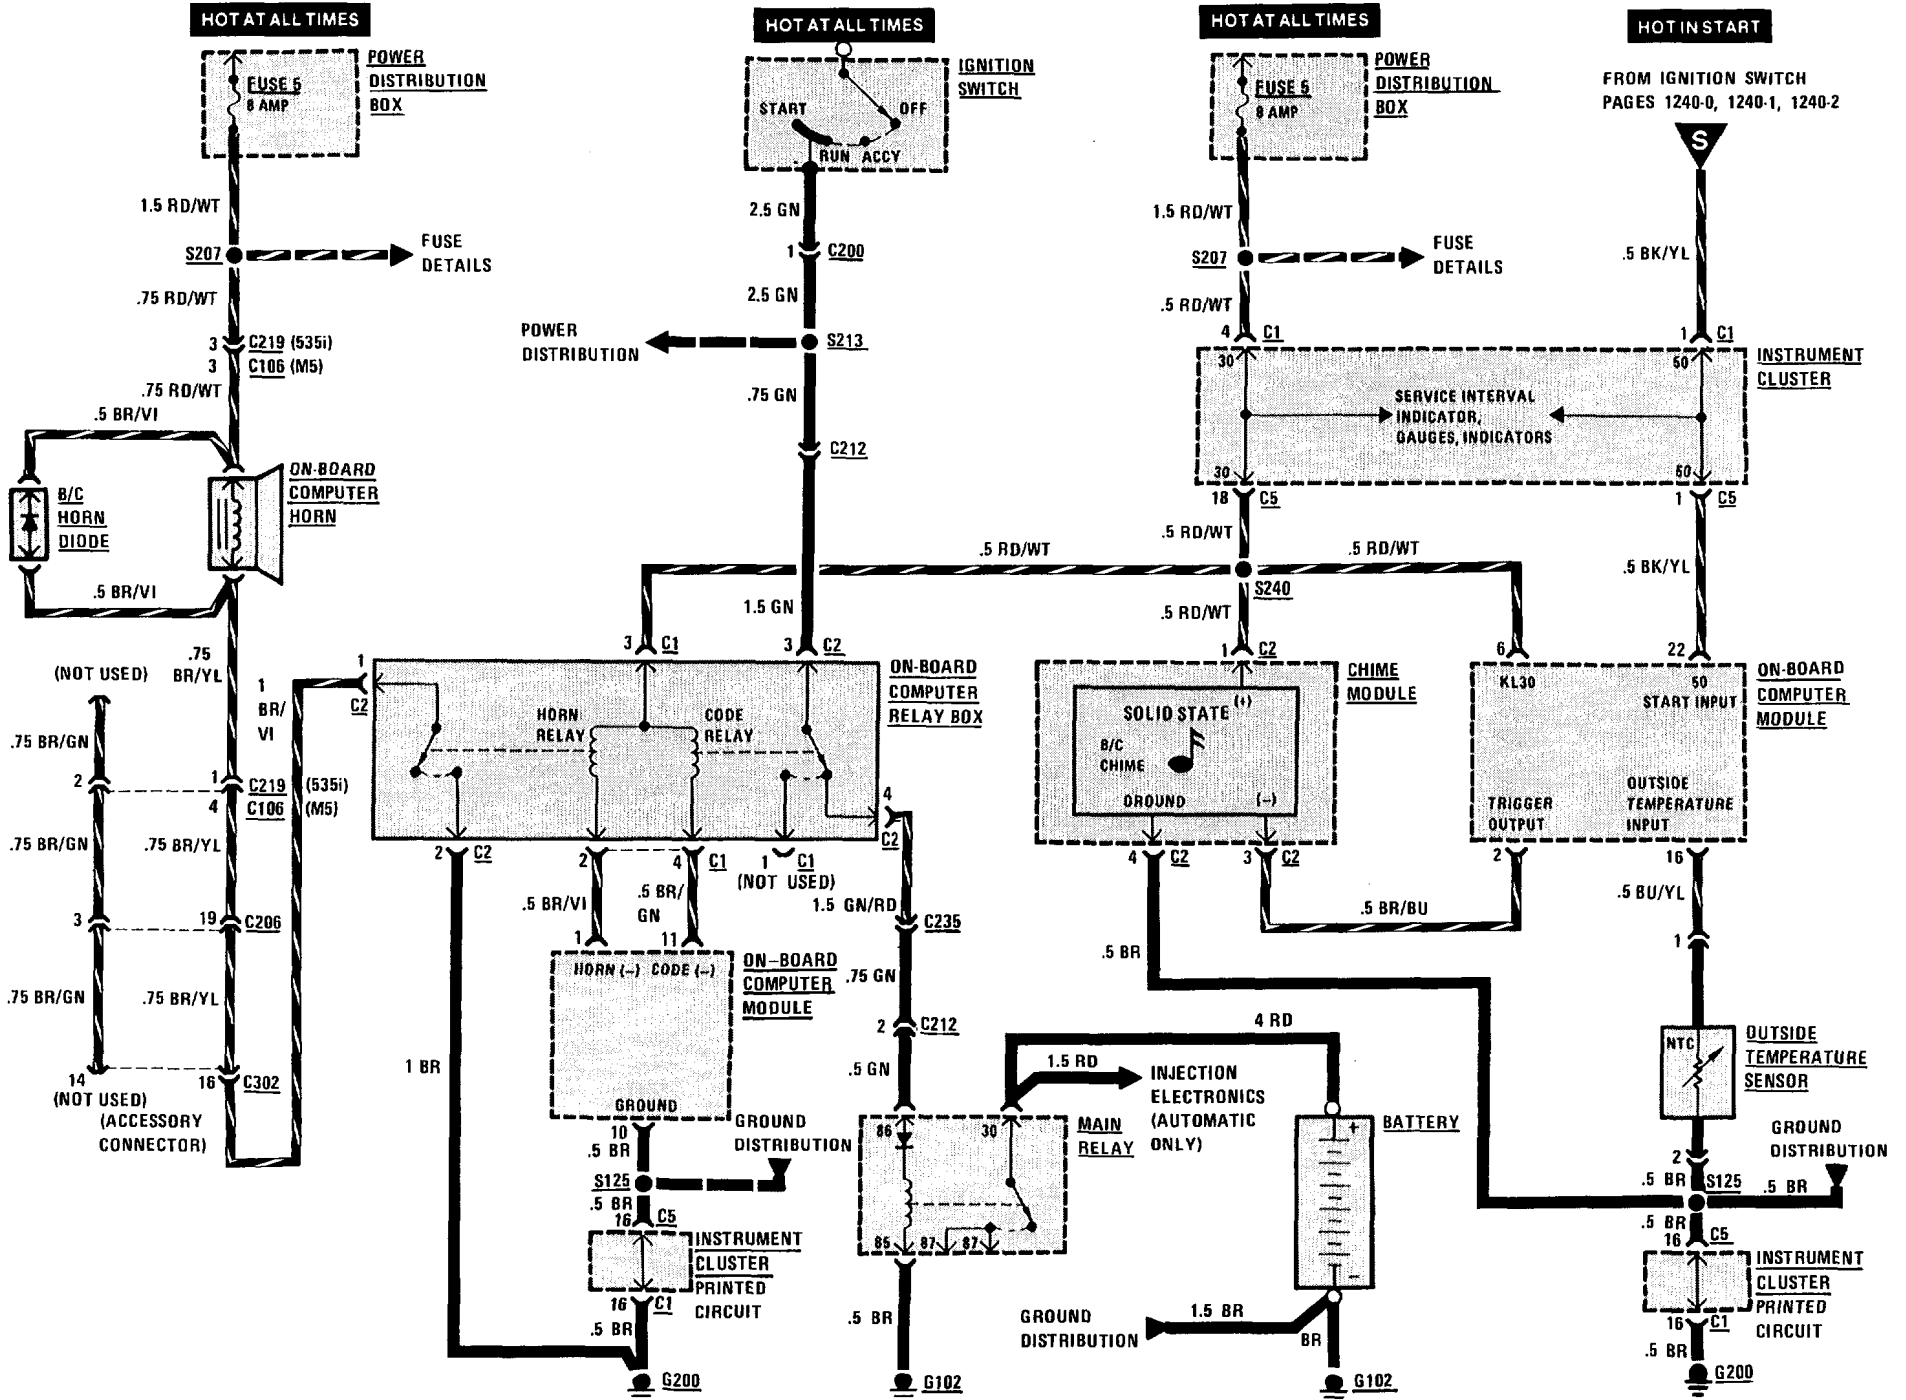 HOT AT ALL TIMES
HOT AT ALL TIMES
HOT AT ALL TIMES
HOT IN START
FUSE 5
8 AMP
POWER
DISTRIBUTION
BOX
START
OFF
RUN ACCY
IGNITION
SWITCH
FUSE 5
8 AMP
POWER
DISTRIBUTION
BOX
FROM IGNITION SWITCH
PAGES 1240-0, 1240-1, 1240-2
S
1.5 RD/WT
S207
FUSE
DETAILS
.75 RD/WT
3 C219 (535i)
3 C106 (M5)
.75 RD/WT
.5 BR/VI
B/C
HORN
DIODE
ON-BOARD
COMPUTER
HORN
.5 BR/VI
2.5 GN
1 C200
2.5 GN
POWER
DISTRIBUTION
S213
.75 GN
C212
1.5 GN
1.5 RD/WT
S207
FUSE
DETAILS
.5 RD/WT
.5 BK/YL
4 C1
1 C1
30
50
INSTRUMENT
CLUSTER
SERVICE INTERVAL
INDICATOR,
GAUGES, INDICATORS
30
50
18 C5
1 C5
.5 RD/WT
.5 RD/WT
.5 RD/WT
S240
.5 RD/WT
.5 BK/YL
.75
BR/YL
(NOT USED)
1
BR/
VI
1
C2
.75 BR/GN
2
1 C219 (535i)
4 C106 (M5)
.75 BR/GN
.75 BR/YL
3
19 C206
.75 BR/GN
.75 BR/YL
14
(NOT USED)
16 C302
(ACCESSORY
CONNECTOR)
3 C1
3 C2
HORN
RELAY
CODE
RELAY
ON-BOARD
COMPUTER
RELAY BOX
4
C2
2 C2
2
4 C1
1 C1
(NOT USED)
.5 BR/VI
.5 BR/
GN
1.5 GN/RD
C235
1
11
HORN (–) CODE (–)
ON-BOARD
COMPUTER
MODULE
GROUND
.75 GN
2 C212
.5 GN
1 BR
10
.5 BR
GROUND
DISTRIBUTION
S125
.5 BR
16 C5
INSTRUMENT
CLUSTER
PRINTED
CIRCUIT
16 C1
.5 BR
G200
1 C2
CHIME
MODULE
SOLID STATE
(+)
B/C
CHIME
GROUND
(–)
4 C2
3 C2
.5 BR
.5 BR/BU
6
22
KL30
50
START INPUT
ON-BOARD
COMPUTER
MODULE
TRIGGER
OUTPUT
OUTSIDE
TEMPERATURE
INPUT
2
16
.5 BU/YL
1
4 RD
1.5 RD
INJECTION
ELECTRONICS
(AUTOMATIC
ONLY)
86
30
MAIN
RELAY
85
87
87
.5 BR
G102
BATTERY
+
–
GROUND
DISTRIBUTION
1.5 BR
BR
G102
NTC
OUTSIDE
TEMPERATURE
SENSOR
GROUND
DISTRIBUTION
2
.5 BR
S125
.5 BR
.5 BR
16 C5
INSTRUMENT
CLUSTER
PRINTED
CIRCUIT
16 C1
.5 BR
G200